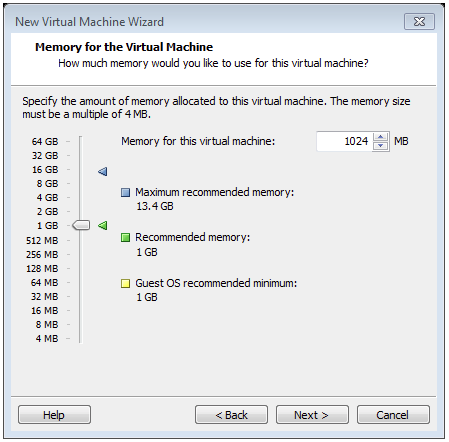 New Virtual Machine Wizard
Memory for the Virtual Machine
How much memory would you like to use for this virtual machine?
Specify the amount of memory allocated to this virtual machine. The memory size
must be a multiple of 4 MB.
64 GB
32 GB
16 GB
8 GB
4 GB
2 GB
1 GB
512 MB
256 MB
128 MB
64 MB
32 MB
16 MB
8 MB
4 MB
Memory for this virtual machine:
1024 MB
Maximum recommended memory:
13.4 GB
Recommended memory:
1 GB
Guest OS recommended minimum:
1 GB
Help
< Back
Next >
Cancel